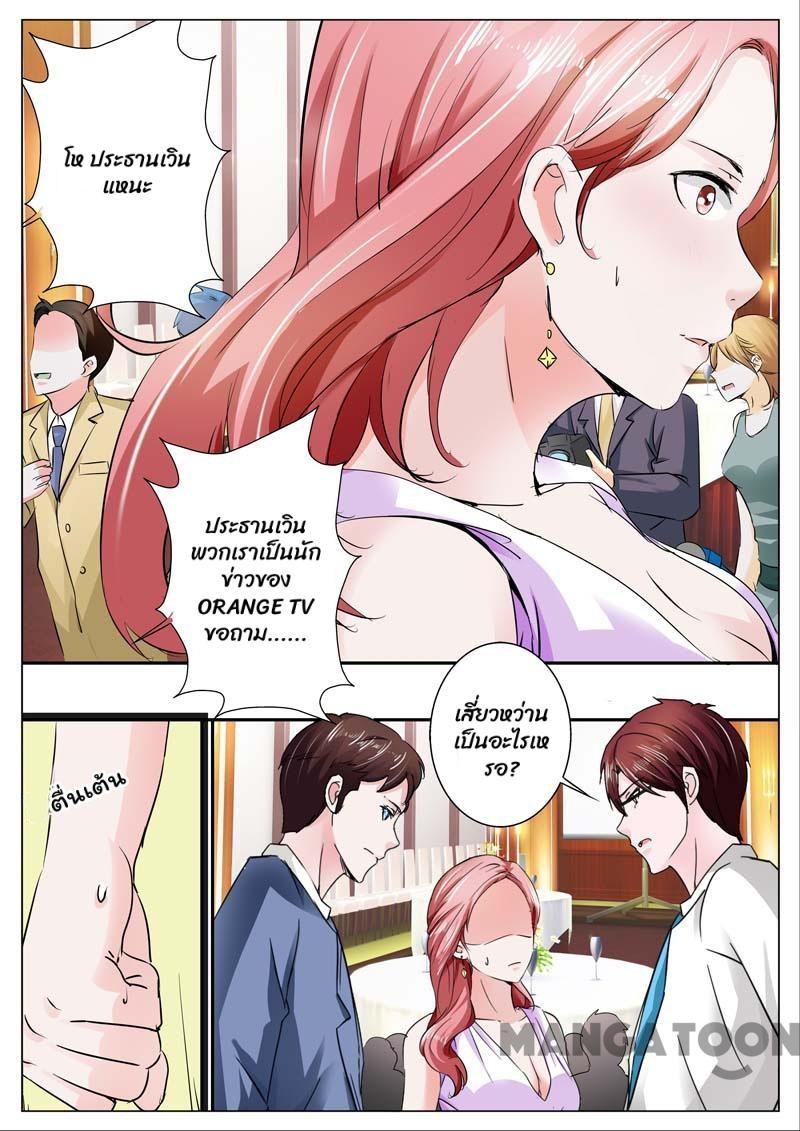 โห ประธานเวิน
แหนะ
ประธานเวิน
พวกเราเป็นนัก
ข่าวของ
ORANGE TV
ขอถาม......
ตื่นเต้น
เสี่ยวหว่าน
เป็นอะไรเห
รอ?
MANGATOON